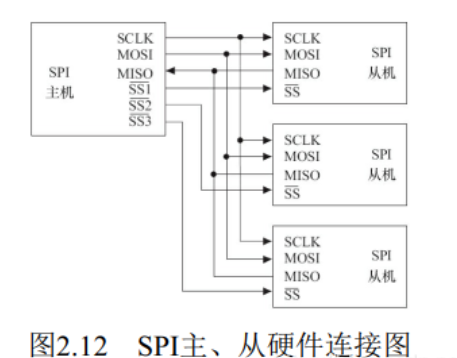 SCLK
MOSI
MISO
SS1
SS2
SS3
SPI
主机
SCLK
MOSI
MISO
SS
SPI
从机
SCLK
MOSI
MISO
SS
SPI
从机
SCLK
MOSI
MISO
SS
SPI
从机
图2.12 SPI主、从硬件连接图